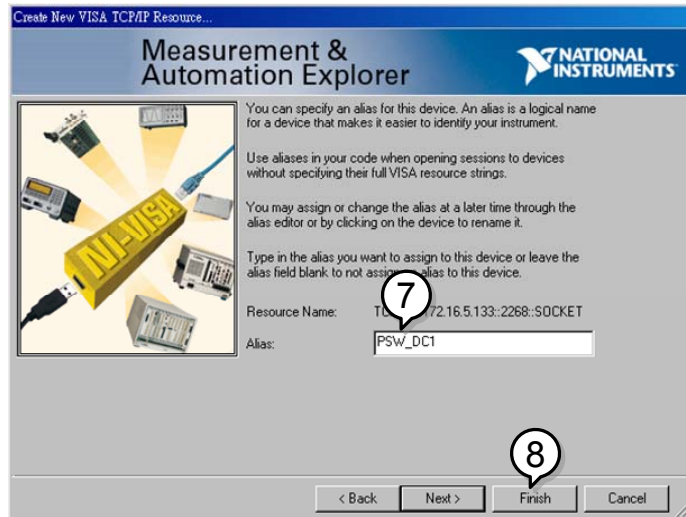 Create New VISA TCP/IP Resource...
Measurement &
Automation Explorer
NATIONAL
INSTRUMENTS
You can specify an alias for this device. An alias is a logical name
for a device that makes it easier to identify your instrument.
Use aliases in your code when opening sessions to devices
without specifying their full VISA resource strings.
You may assign or change the alias at a later time through the
alias editor or by clicking on the device to rename it.
Type in the alias you want to assign to this device or leave the
alias field blank to not assign alias to this device.
NI-VISA
7
Resource Name: 72.16.5.133::2268::SOCKET
Alias: PSW_DC1
8
< Back Next > Finish Cancel